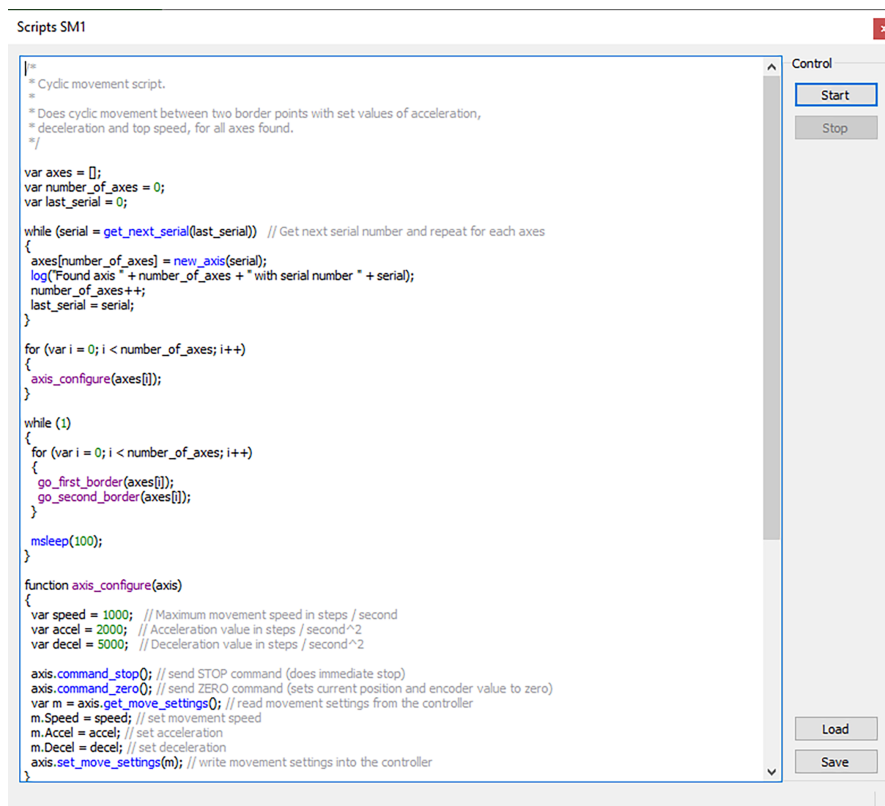 Scripts SM1
Control
Start
Stop
/*
* Cyclic movement script.
*
* Does cyclic movement between two border points with set values of acceleration,
* deceleration and top speed, for all axes found.
*/
var axes = [];
var number_of_axes = 0;
var last_serial = 0;
while (serial = get_next_serial(last_serial)) // Get next serial number and repeat for each axes
{
axes[number_of_axes] = new_axis(serial);
log("Found axis " + number_of_axes + " with serial number " + serial);
number_of_axes++;
last_serial = serial;
}
for (var i = 0; i < number_of_axes; i++)
{
axis_configure(axes[i]);
}
while (1)
{
for (var i = 0; i < number_of_axes; i++)
{
go_first_border(axes[i]);
go_second_border(axes[i]);
}
msleep(100);
}
function axis_configure(axis)
{
var speed = 1000; // Maximum movement speed in steps / second
var accel = 2000; // Acceleration value in steps / second^2
var decel = 5000; // Deceleration value in steps / second^2
axis.command_stop(); // send STOP command (does immediate stop)
axis.command_zero(); // send ZERO command (sets current position and encoder value to zero)
var m = axis.get_move_settings(); // read movement settings from the controller
m.Speed = speed; // set movement speed
m.Accel = accel; // set acceleration
m.Decel = decel; // set deceleration
axis.set_move_settings(m); // write movement settings into the controller
}
Load
Save